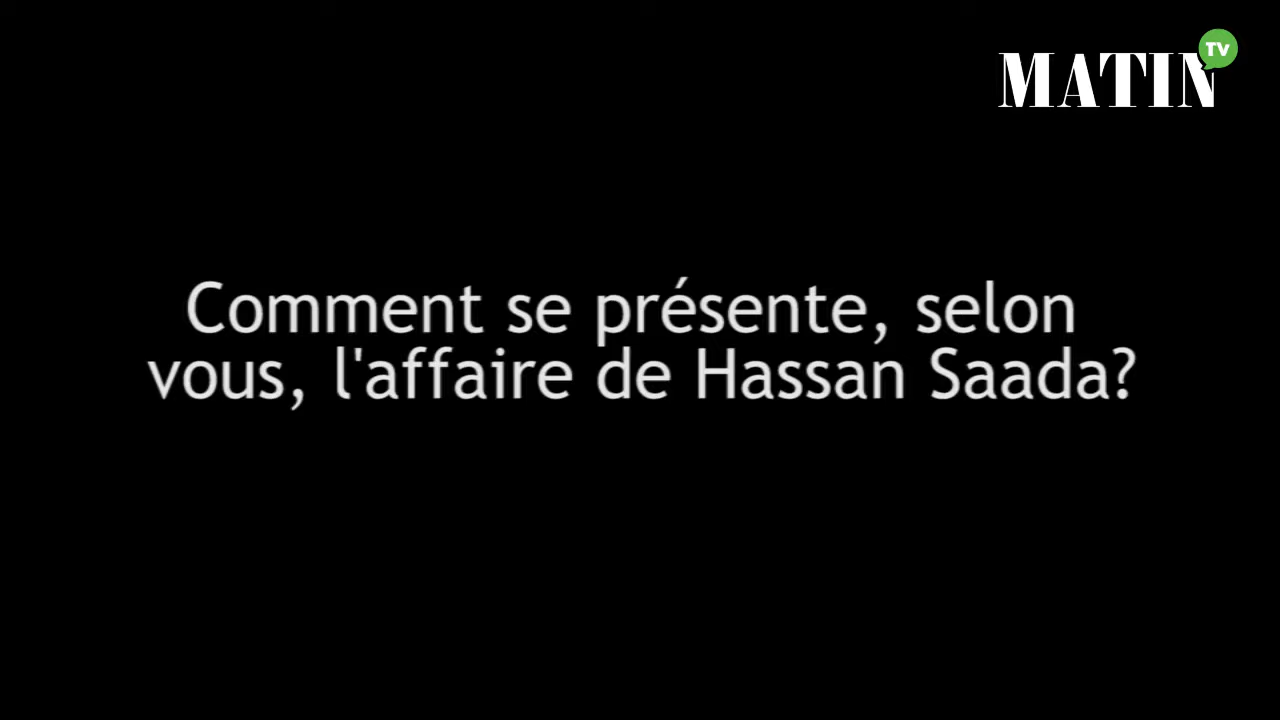 MATIN
TV
Comment se présente, selon
vous, l'affaire de Hassan Saada?